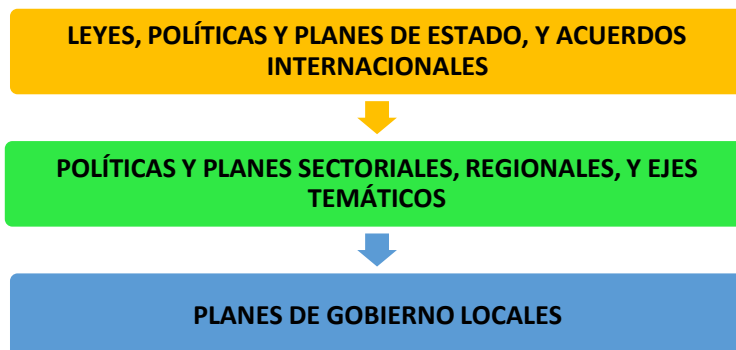 LEYES, POLÍTICAS Y PLANES DE ESTADO, Y ACUERDOS
INTERNACIONALES
POLÍTICAS Y PLANES SECTORIALES, REGIONALES, Y EJES
TEMÁTICOS
PLANES DE GOBIERNO LOCALES